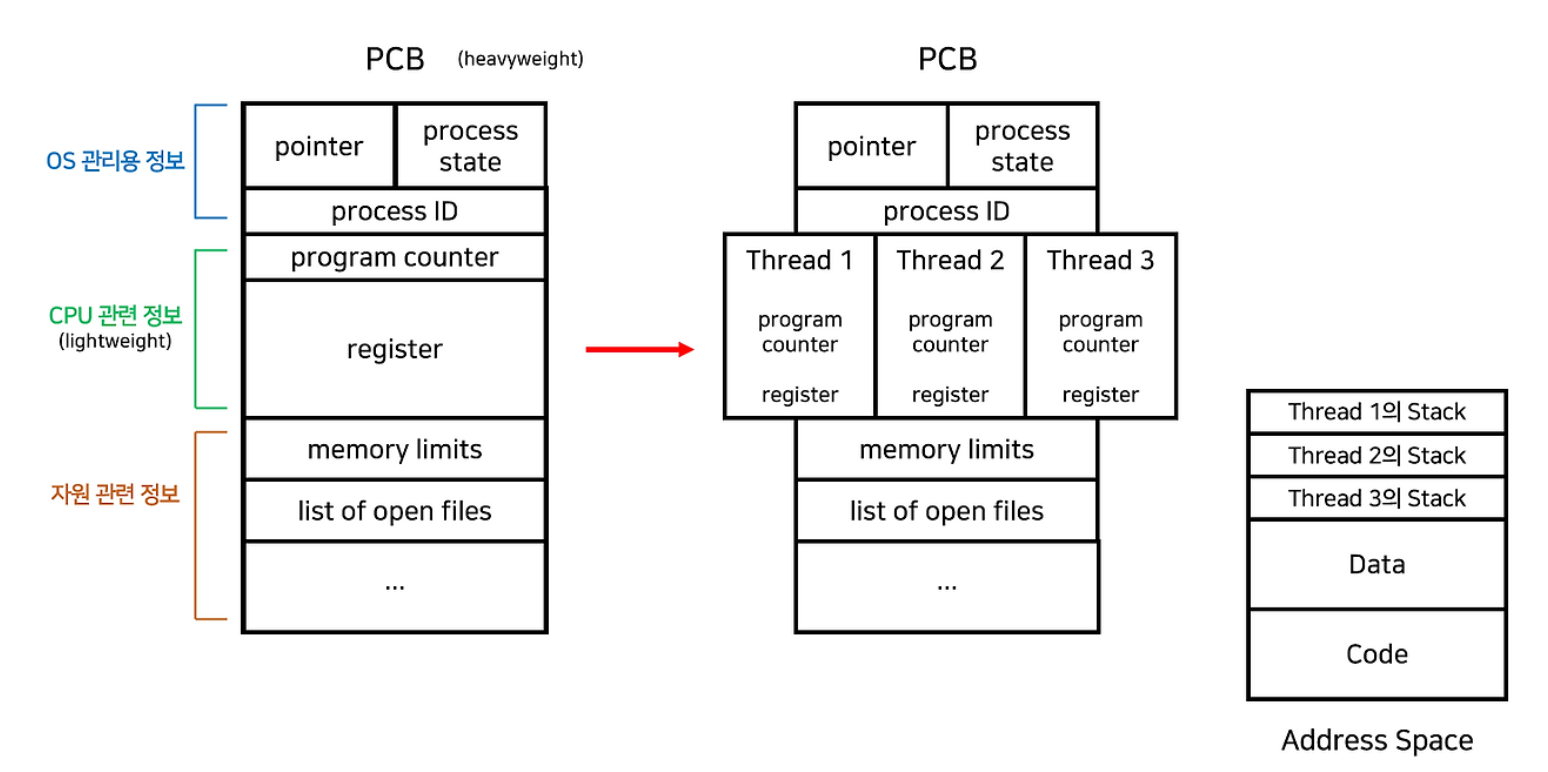 PCB (heavyweight)
OS 관리용 정보
pointer
process
state
process ID
CPU 관련 정보
(lightweight)
program counter
register
자원 관련 정보
memory limits
list of open files
...
PCB
pointer
process
state
process ID
Thread 1
program
counter
register
Thread 2
program
counter
register
Thread 3
program
counter
register
memory limits
list of open files
...
Thread 1의 Stack
Thread 2의 Stack
Thread 3의 Stack
Data
Code
Address Space